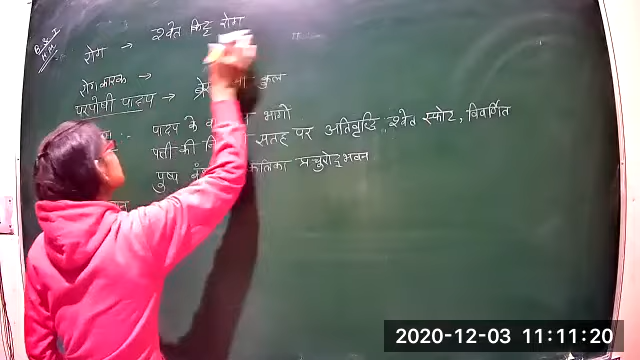 रोग → श्वेत किट्ट रोग
रोगकारक →
परपोषी पादप → कुल
पादप के भागों
पत्ती की सतह पर अतिवृद्धि, श्वेत स्फोट, विवर्णित
पुष्प कलिका प्रचुरोद्भवन
2020-12-03 11:11:20